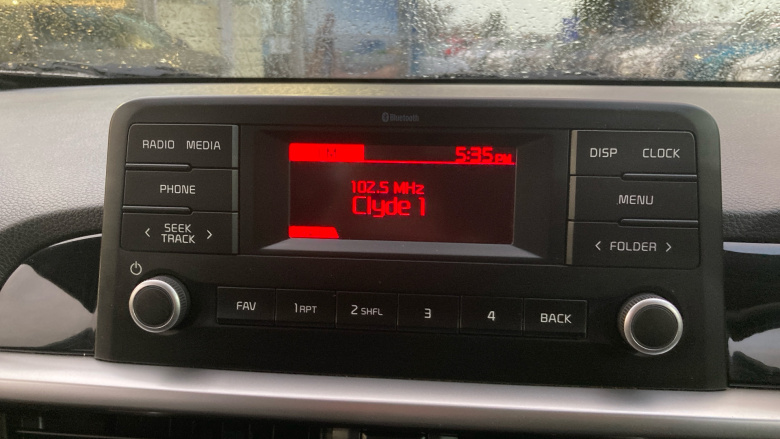 Bluetooth
RADIO MEDIA
PHONE
< SEEK TRACK >
5:35 PM
102.5 MHz
Clyde 1
DISP CLOCK
MENU
< FOLDER >
FAV
1 RPT
2 SHFL
3
4
BACK